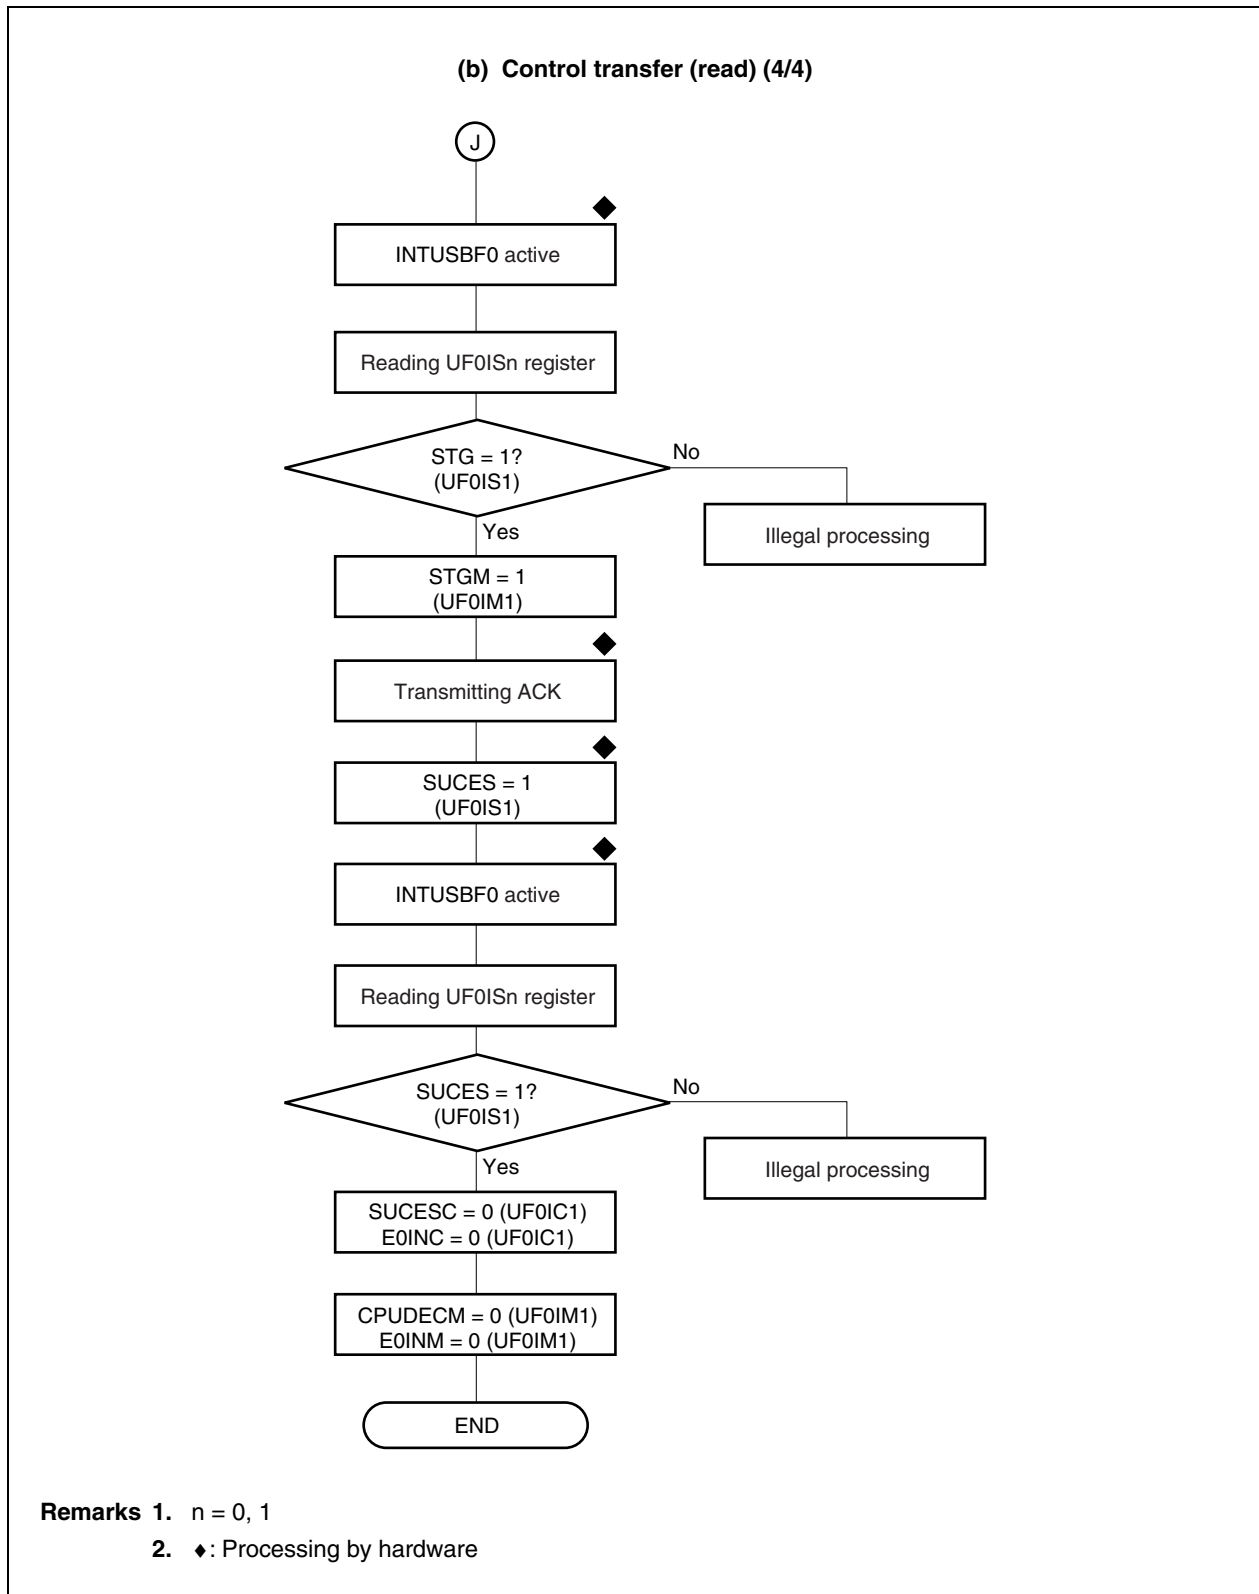 (b) Control transfer (read) (4/4)
J
INTUSBF0 active
Reading UF0ISn register
STG = 1?
(UF0IS1)
No
Illegal processing
Yes
STGM = 1
(UF0IM1)
Transmitting ACK
SUCES = 1
(UF0IS1)
INTUSBF0 active
Reading UF0ISn register
SUCES = 1?
(UF0IS1)
No
Illegal processing
Yes
SUCESC = 0 (UF0IC1)
E0INC = 0 (UF0IC1)
CPUDECM = 0 (UF0IM1)
E0INM = 0 (UF0IM1)
END
Remarks 1. n = 0, 1
2. ♦: Processing by hardware